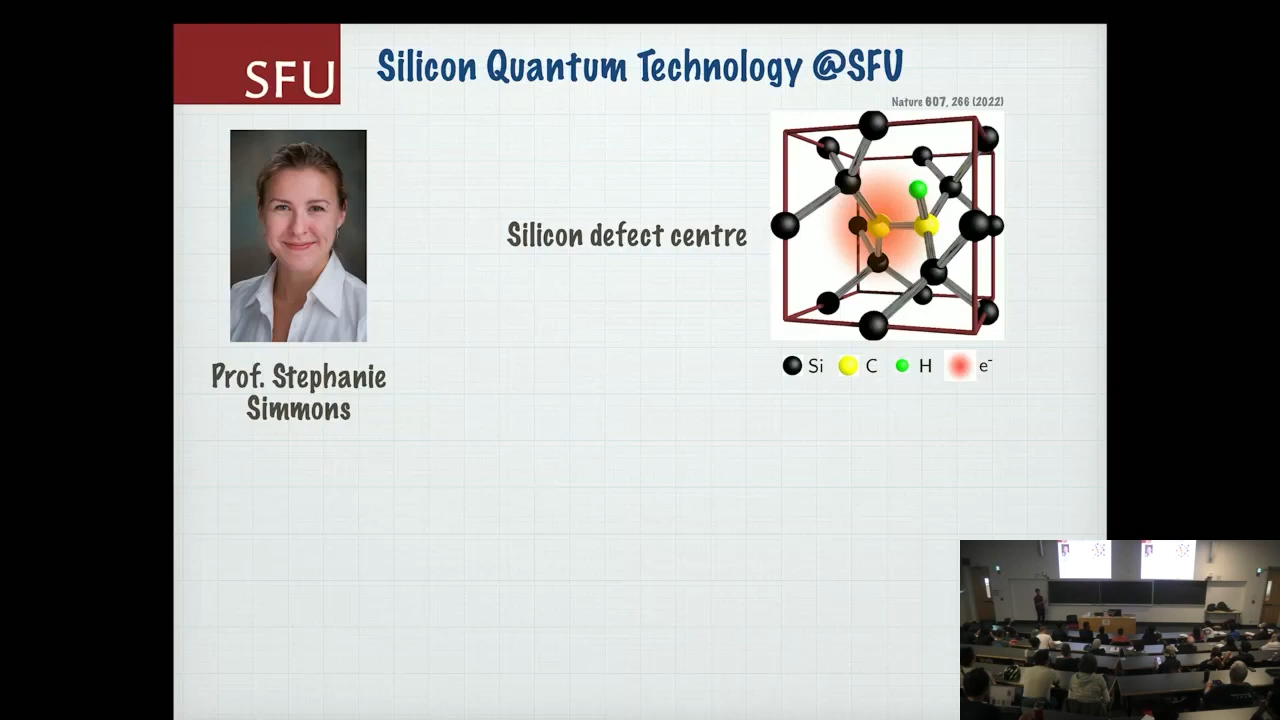 SFU
Silicon Quantum Technology @SFU
Nature 607, 266 (2022)
Silicon defect centre
Si C H e-
Prof. Stephanie
Simmons